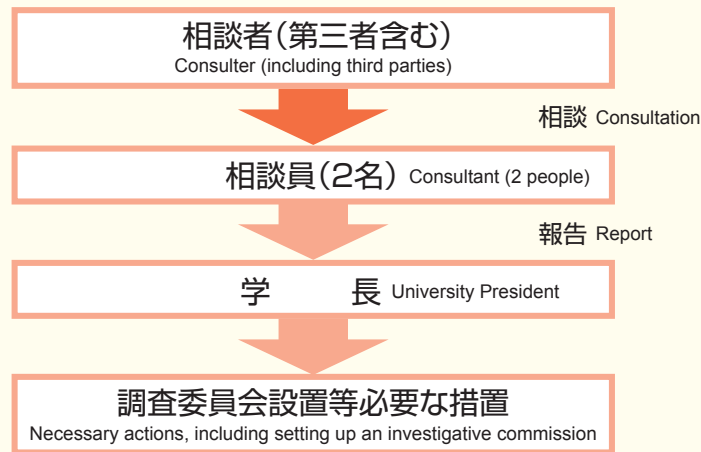 相談者(第三者含む)
Consulter (including third parties)
相談 Consultation
相談員(2名) Consultant (2 people)
報告 Report
学　長 University President
調査委員会設置等必要な措置
Necessary actions, including setting up an investigative commission